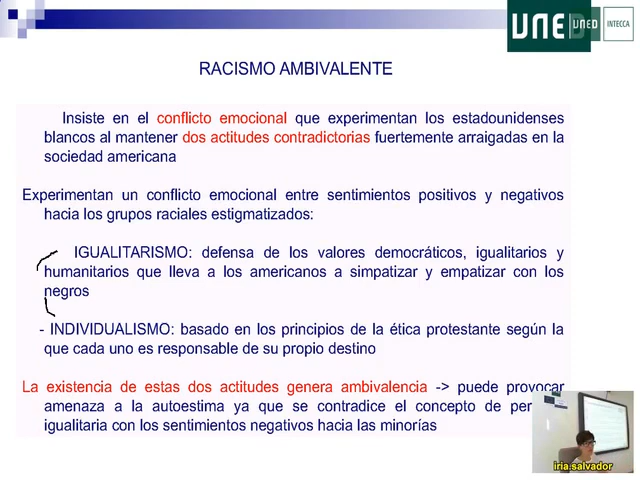 UNED
UNED
INTECCA
RACISMO AMBIVALENTE
Insiste en el conflicto emocional que experimentan los estadounidenses
blancos al mantener dos actitudes contradictorias fuertemente arraigadas en la
sociedad americana
Experimentan un conflicto emocional entre sentimientos positivos y negativos
hacia los grupos raciales estigmatizados:
IGUALITARISMO: defensa de los valores democráticos, igualitarios y
humanitarios que lleva a los americanos a simpatizar y empatizar con los
negros
- INDIVIDUALISMO: basado en los principios de la ética protestante según la
que cada uno es responsable de su propio destino
La existencia de estas dos actitudes genera ambivalencia -> puede provocar
amenaza a la autoestima ya que se contradice el concepto de
igualitaria con los sentimientos negativos hacia las minorías
iria.salvador